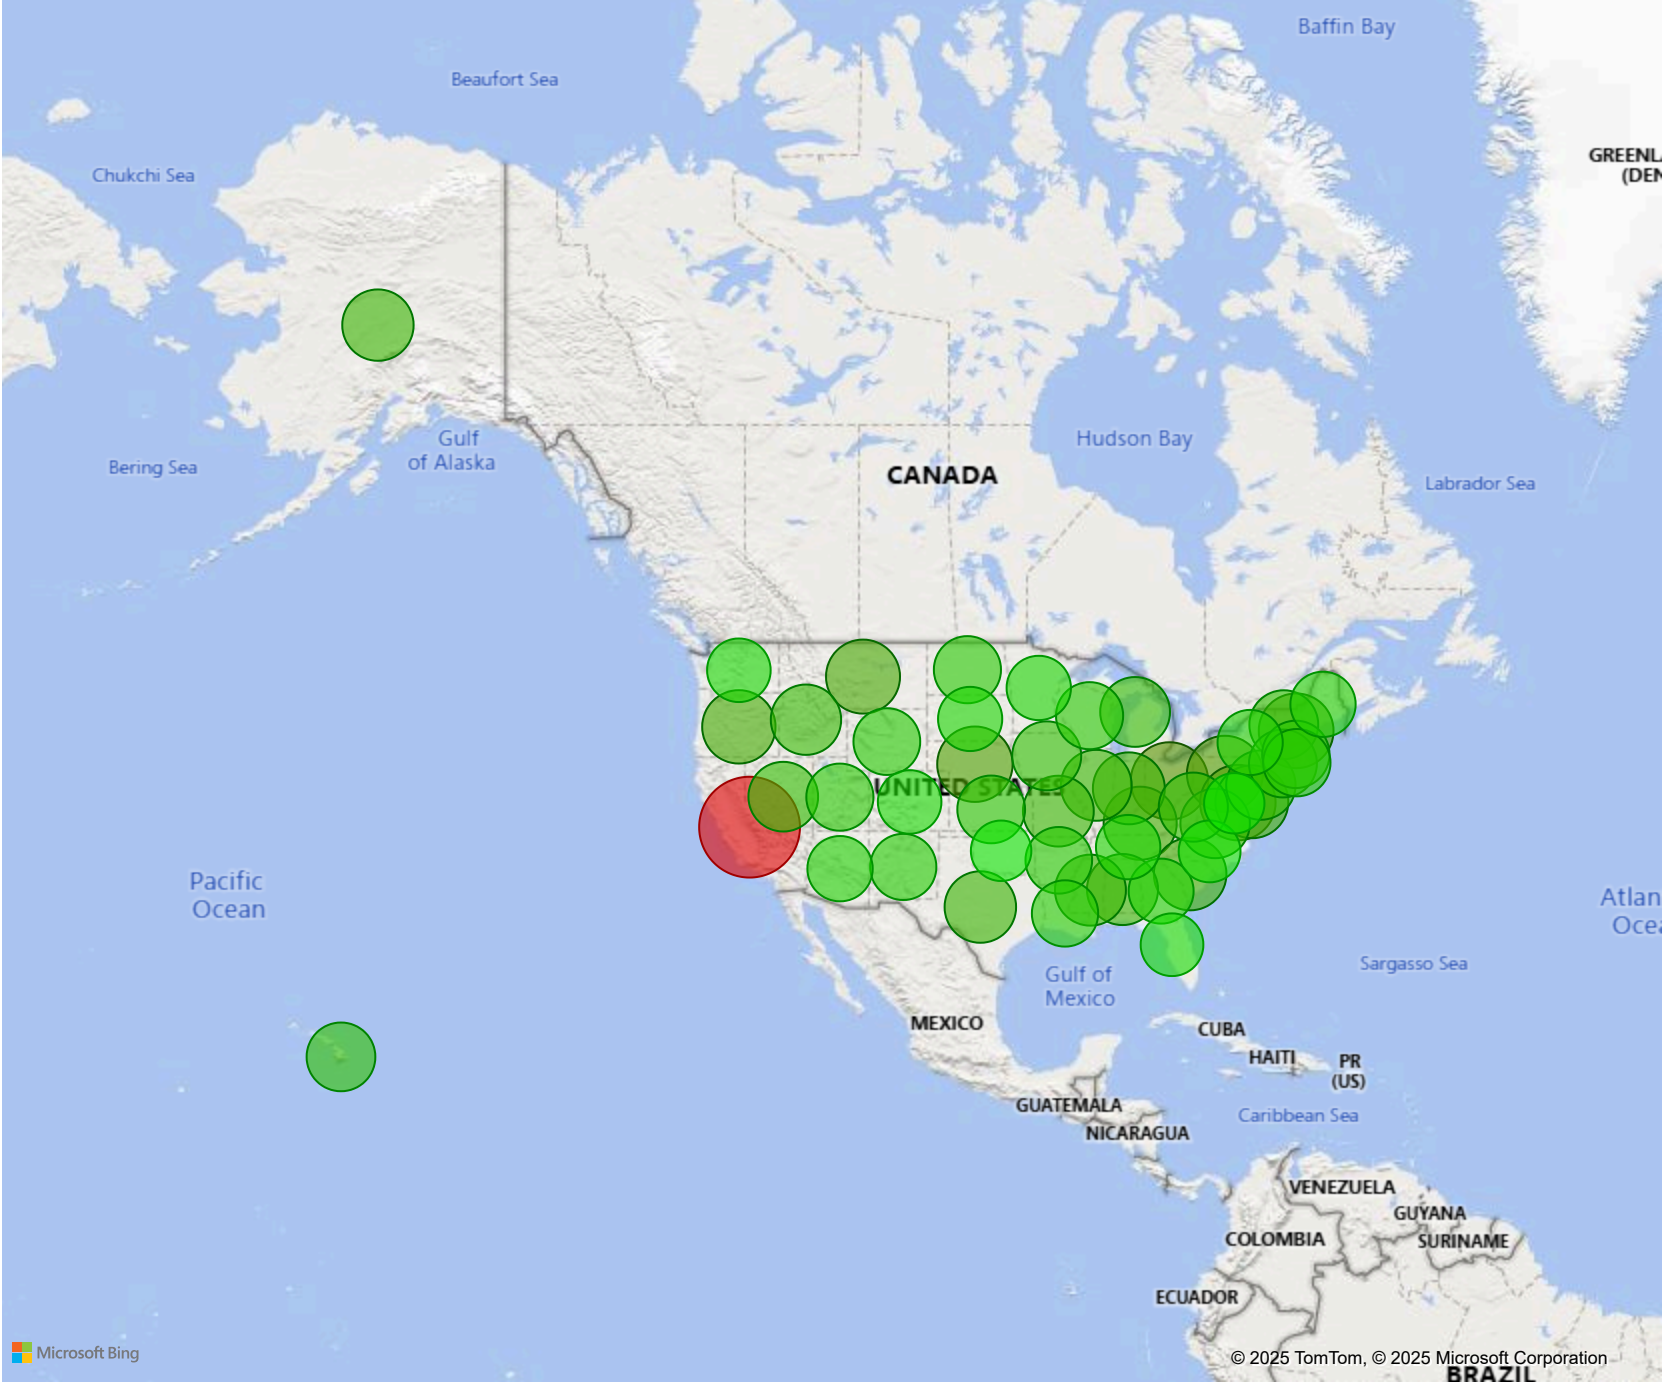 Baffin Bay
Beaufort Sea
GREENL
(DEN
Chukchi Sea
Gulf
of Alaska
Hudson Bay
Bering Sea
CANADA
Labrador Sea
UNITED STATES
Pacific
Ocean
Atlan
Ocea
Sargasso Sea
Gulf of
Mexico
MEXICO
CUBA
HAITI
PR
(US)
GUATEMALA
Caribbean Sea
NICARAGUA
VENEZUELA
GUYANA
COLOMBIA
SURINAME
ECUADOR
Microsoft Bing
© 2025 TomTom, © 2025 Microsoft Corporation
BRAZIL